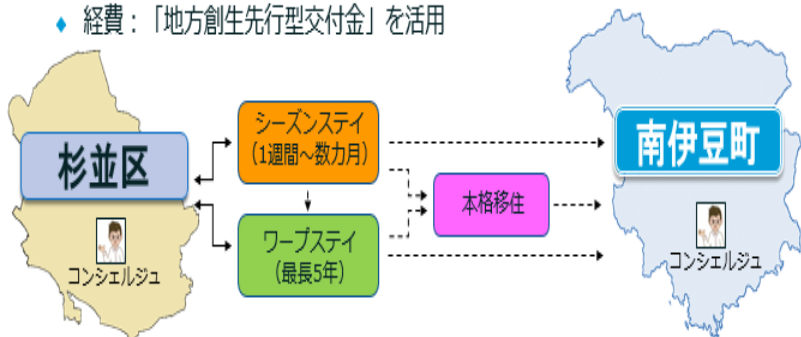 ◆ 経費：「地方創生先行型交付金」を活用
杉並区
コンシェルジュ
シーズンステイ
（1週間～数カ月）
ワープステイ
（最長5年）
本格移住
南伊豆町
コンシェルジュ